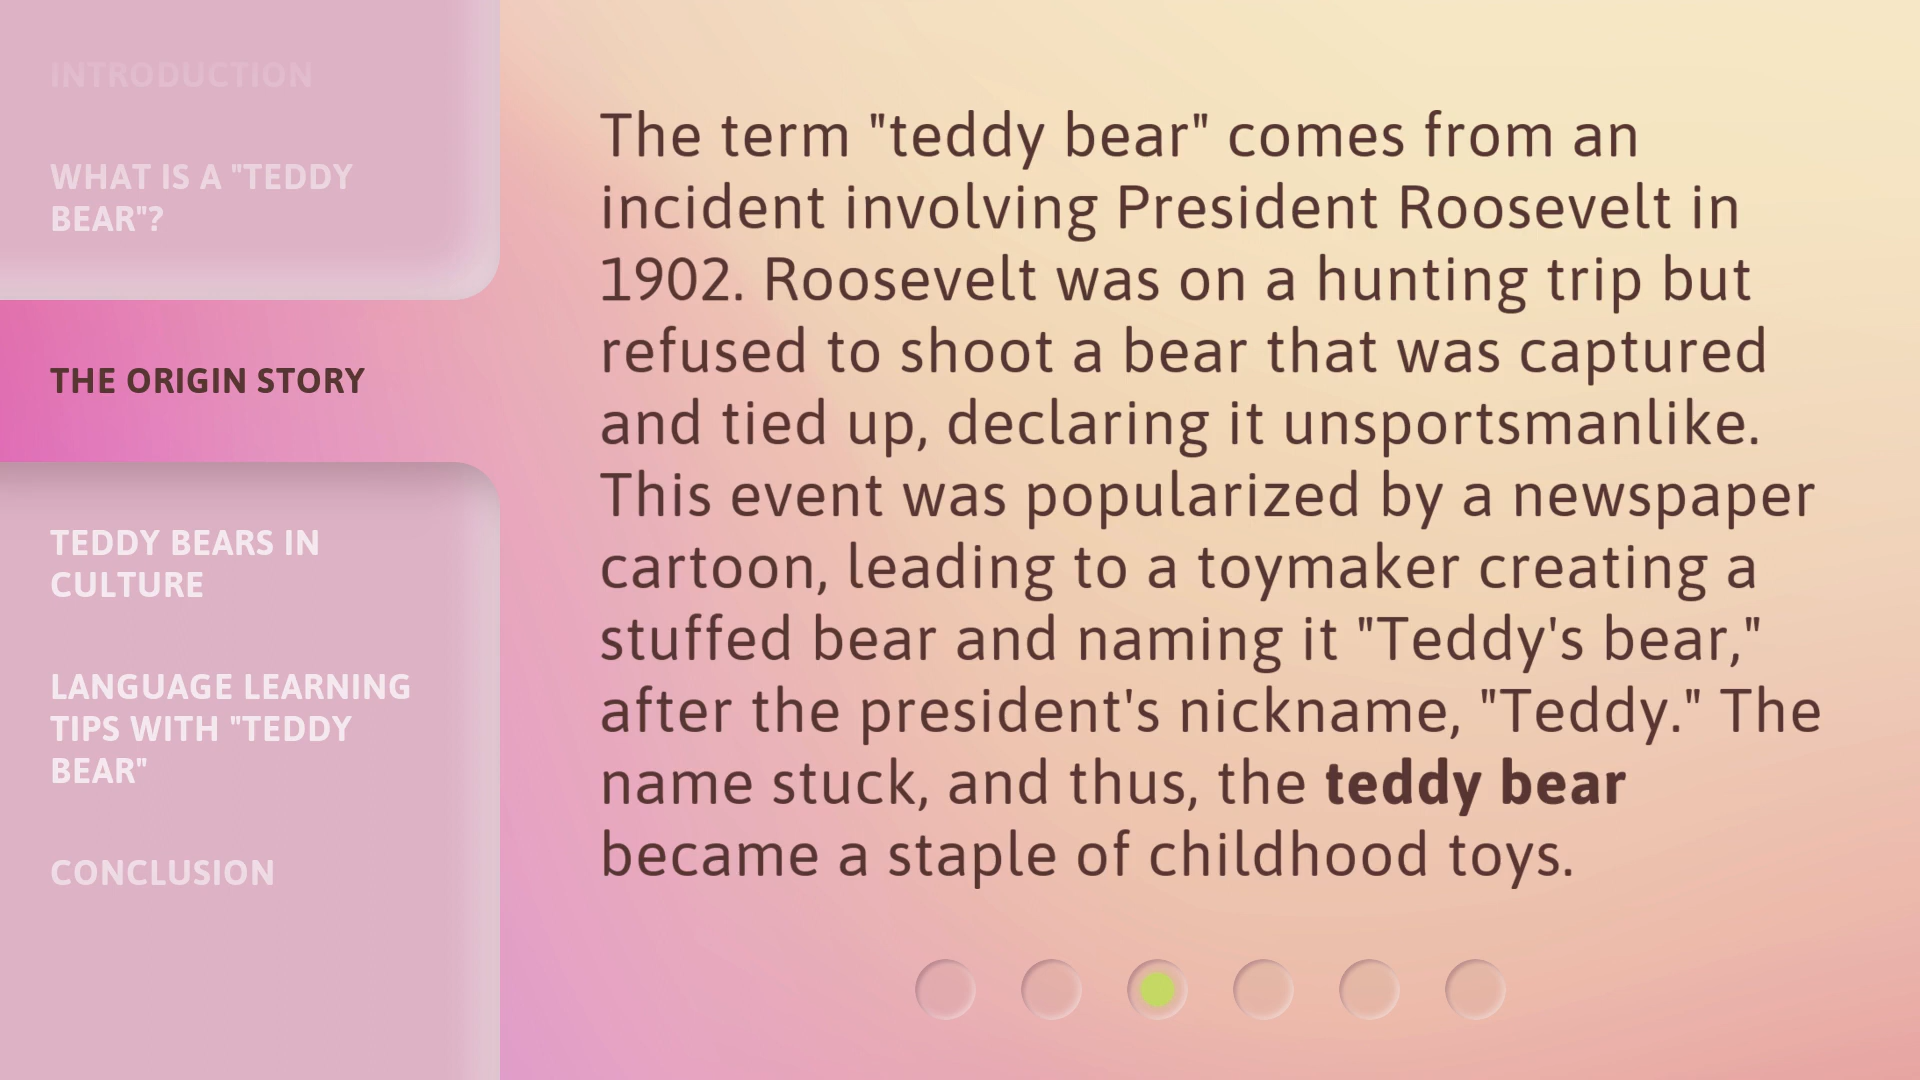 INTRODUCTION
WHAT IS A "TEDDY
BEAR"?
THE ORIGIN STORY
TEDDY BEARS IN
CULTURE
LANGUAGE LEARNING
TIPS WITH "TEDDY
BEAR"
CONCLUSION
The term "teddy bear" comes from an
incident involving President Roosevelt in
1902. Roosevelt was on a hunting trip but
refused to shoot a bear that was captured
and tied up, declaring it unsportsmanlike.
This event was popularized by a newspaper
cartoon, leading to a toymaker creating a
stuffed bear and naming it "Teddy's bear,"
after the president's nickname, "Teddy." The
name stuck, and thus, the teddy bear
became a staple of childhood toys.